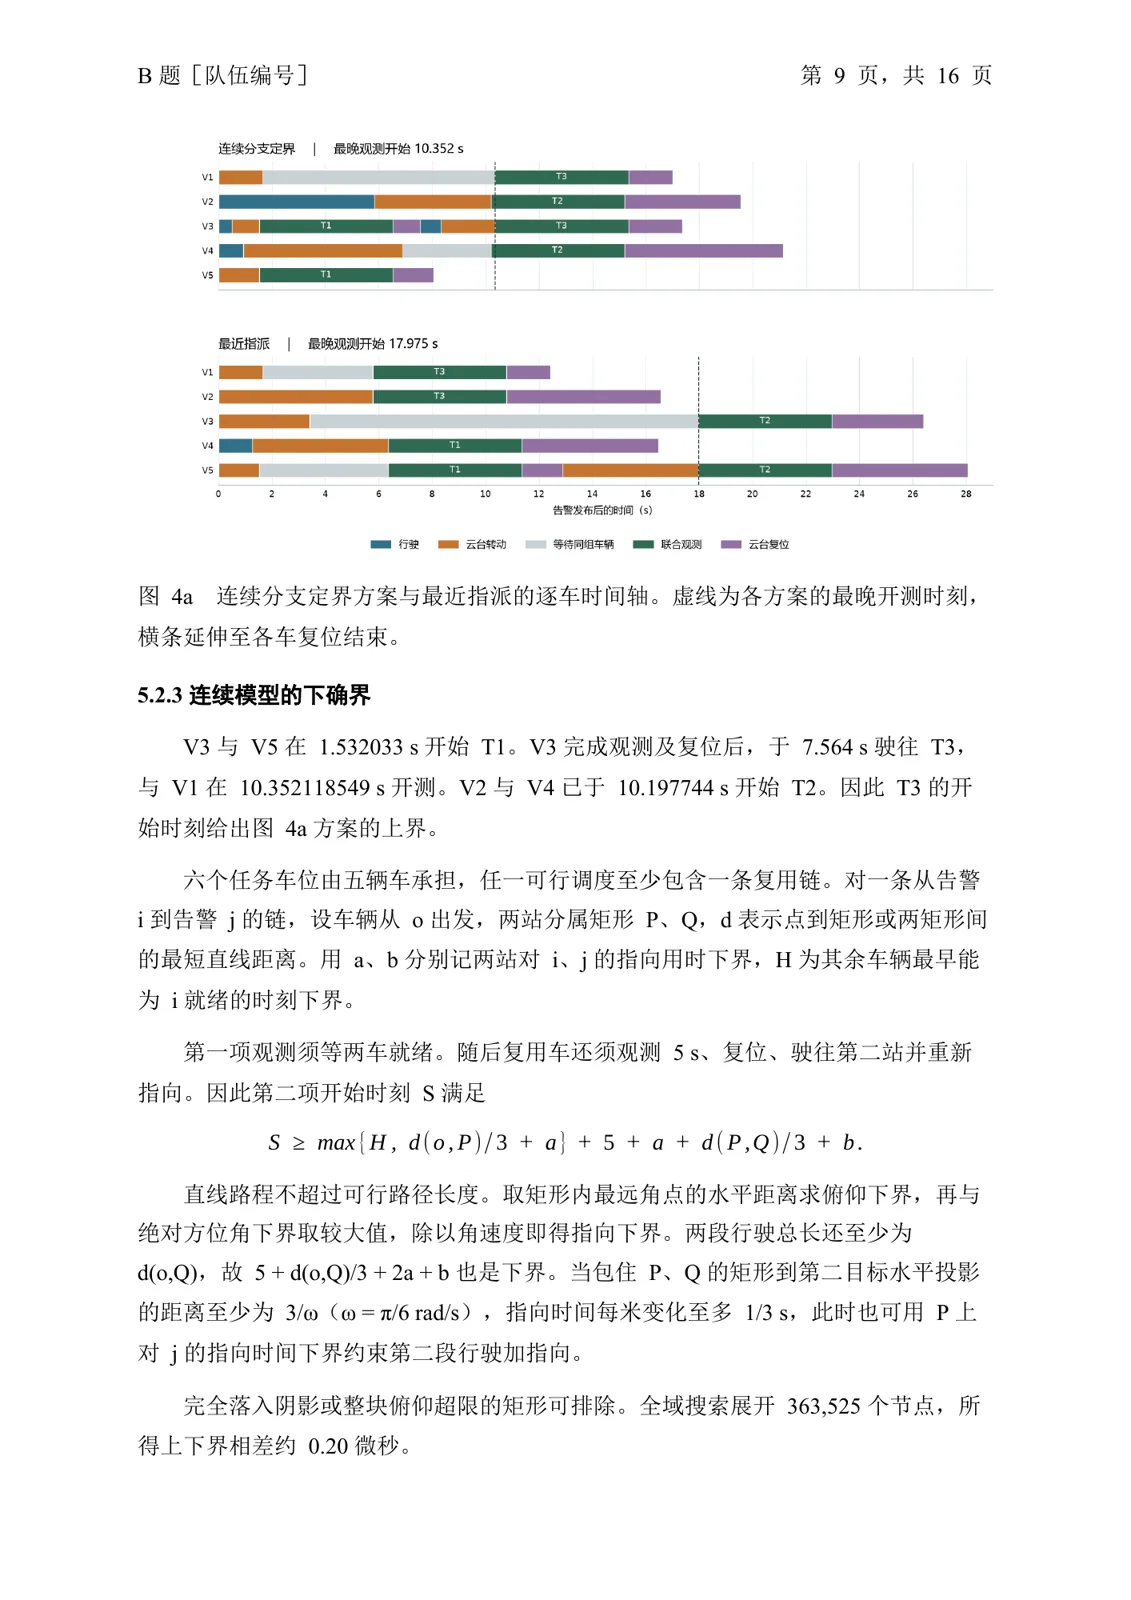 B 题［队伍编号］ 第 9 页，共 16 页
连续分支定界 | 最晚观测开始 10.352 s
V1 T3
V2 T2
V3 T1 T3
V4 T2
V5 T1
最近指派 | 最晚观测开始 17.975 s
V1 T3
V2 T3
V3 T2
V4 T1
V5 T1 T2
0 2 4 6 8 10 12 14 16 18 20 22 24 26 28
告警发布后的时间（s）
行驶 云台转动 等待同组车辆 联合观测 云台复位
图 4a 连续分支定界方案与最近指派的逐车时间轴。虚线为各方案的最晚开测时刻，
横条延伸至各车复位结束。
5.2.3 连续模型的下确界
V3 与 V5 在 1.532033 s 开始 T1。V3 完成观测及复位后，于 7.564 s 驶往 T3，
与 V1 在 10.352118549 s 开测。V2 与 V4 已于 10.197744 s 开始 T2。因此 T3 的开
始时刻给出图 4a 方案的上界。
六个任务车位由五辆车承担，任一可行调度至少包含一条复用链。对一条从告警
i 到告警 j 的链，设车辆从 o 出发，两站分属矩形 P、Q，d 表示点到矩形或两矩形间
的最短直线距离。用 a、b 分别记两站对 i、j 的指向用时下界，H 为其余车辆最早能
为 i 就绪的时刻下界。
第一项观测须等两车就绪。随后复用车还须观测 5 s、复位、驶往第二站并重新
指向。因此第二项开始时刻 S 满足
S ≥ max{H, d(o,P)/3 + a} + 5 + a + d(P,Q)/3 + b.
直线路程不超过可行路径长度。取矩形内最远角点的水平距离求俯仰下界，再与
绝对方位角下界取较大值，除以角速度即得指向下界。两段行驶总长还至少为
d(o,Q)，故 5 + d(o,Q)/3 + 2a + b 也是下界。当包住 P、Q 的矩形到第二目标水平投影
的距离至少为 3/ω（ω = π/6 rad/s），指向时间每米变化至多 1/3 s，此时也可用 P 上
对 j 的指向时间下界约束第二段行驶加指向。
完全落入阴影或整块俯仰超限的矩形可排除。全域搜索展开 363,525 个节点，所
得上下界相差约 0.20 微秒。